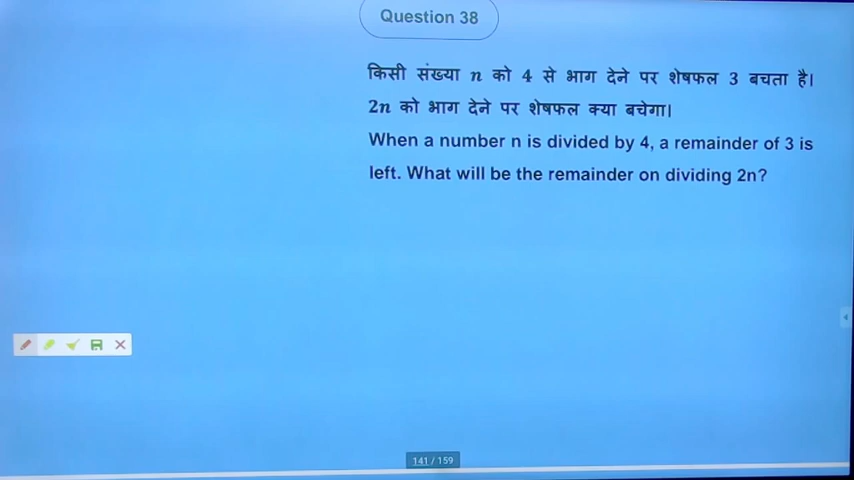 Question 38
किसी संख्या n को 4 से भाग देने पर शेषफल 3 बचता है।
2n को भाग देने पर शेषफल क्या बचेगा।
When a number n is divided by 4, a remainder of 3 is
left. What will be the remainder on dividing 2n?
141 / 159